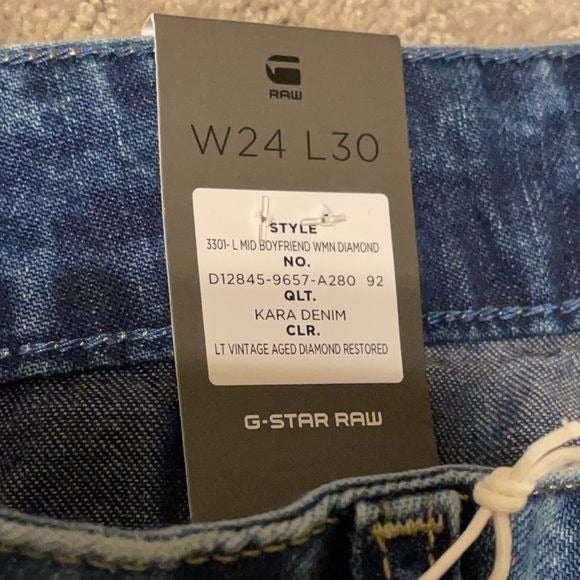 RAW
W24 L30
STYLE
3301- L MID BOYFRIEND WMN DIAMOND
NO.
D12845-9657-A280 92
QLT.
KARA DENIM
CLR.
LT VINTAGE AGED DIAMOND RESTORED
G-STAR RAW